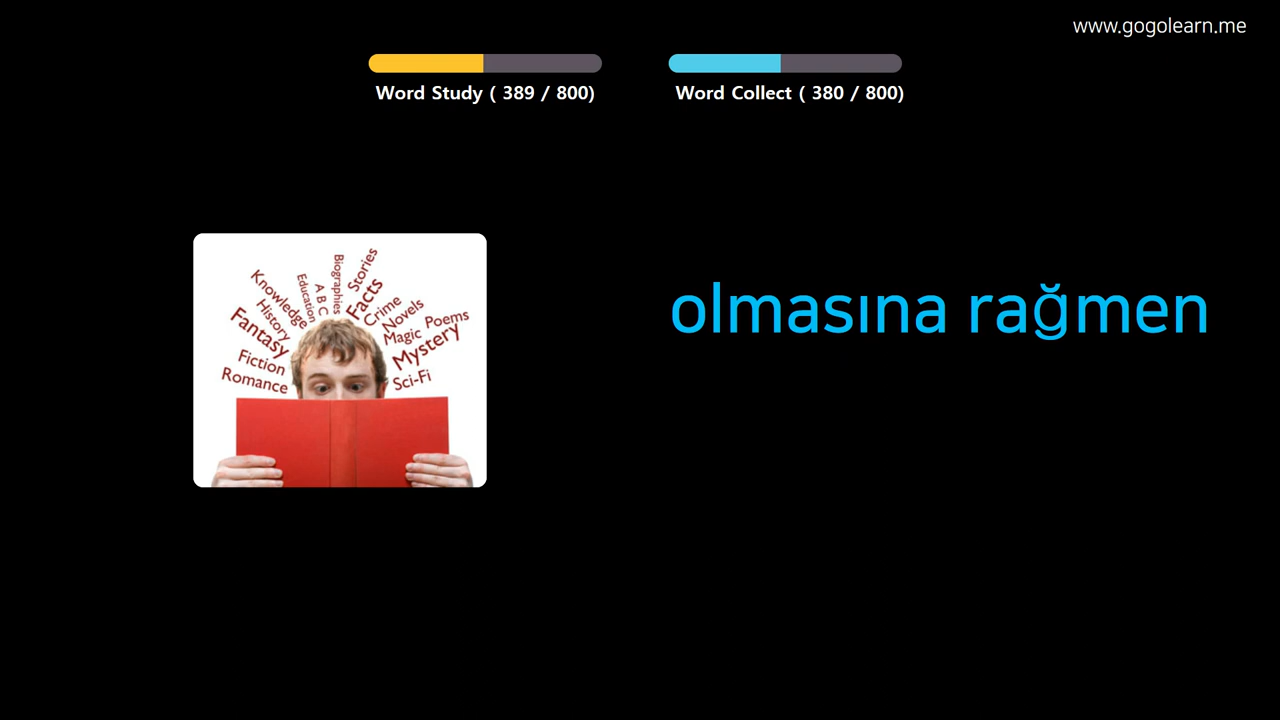 www.gogolearn.me
Word Study ( 389 / 800)
Word Collect ( 380 / 800)
olmasına rağmen
Knowledge
History
Fantasy
Fiction
Romance
Education
A B C
Biographies
Stories
Facts
Crime
Novels
Magic
Poems
Mystery
Sci-Fi